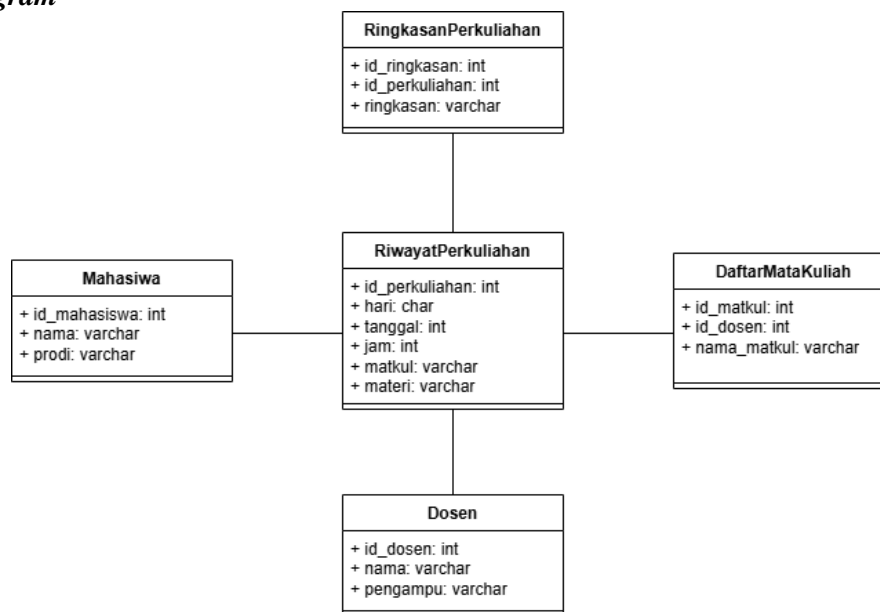 RingkasanPerkuliahan
+ id_ringkasan: int
+ id_perkuliahan: int
+ ringkasan: varchar
Mahasiwa
+ id_mahasiswa: int
+ nama: varchar
+ prodi: varchar
RiwayatPerkuliahan
+ id_perkuliahan: int
+ hari: char
+ tanggal: int
+ jam: int
+ matkul: varchar
+ materi: varchar
DaftarMataKuliah
+ id_matkul: int
+ id_dosen: int
+ nama_matkul: varchar
Dosen
+ id_dosen: int
+ nama: varchar
+ pengampu: varchar